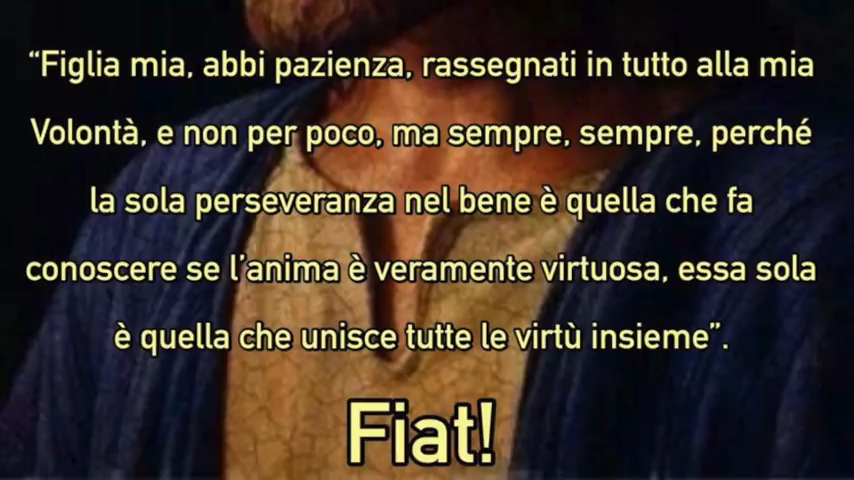 “Figlia mia, abbi pazienza, rassegnati in tutto alla mia
Volontà, e non per poco, ma sempre, sempre, perché
la sola perseveranza nel bene è quella che fa
conoscere se l’anima è veramente virtuosa, essa sola
è quella che unisce tutte le virtù insieme”.
Fiat!